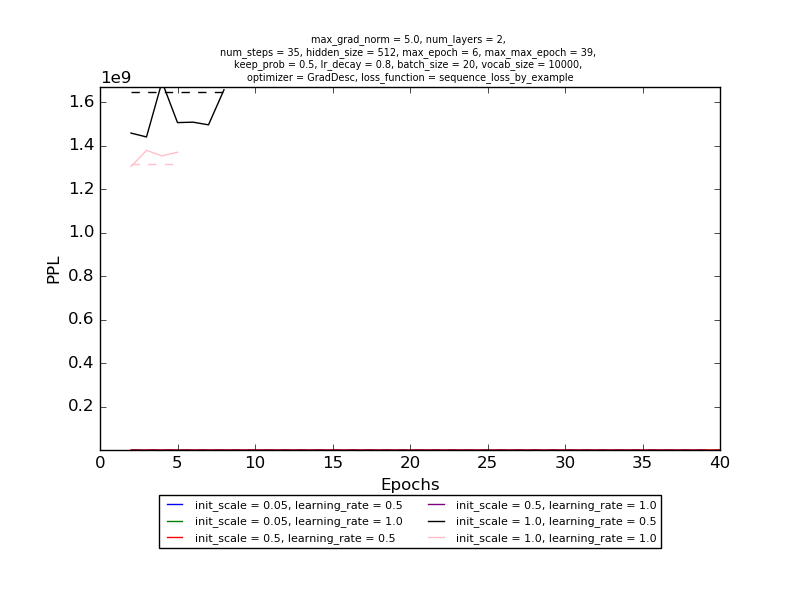 max_grad_norm = 5.0, num_layers = 2,
num_steps = 35, hidden_size = 512, max_epoch = 6, max_max_epoch = 39,
keep_prob = 0.5, lr_decay = 0.8, batch_size = 20, vocab_size = 10000,
optimizer = GradDesc, loss_function = sequence_loss_by_example
1e9
1.6
1.4
1.2
1.0
0.8
0.6
0.4
0.2
PPL
0 5 10 15 20 25 30 35 40
Epochs
init_scale = 0.05, learning_rate = 0.5
init_scale = 0.05, learning_rate = 1.0
init_scale = 0.5, learning_rate = 0.5
init_scale = 0.5, learning_rate = 1.0
init_scale = 1.0, learning_rate = 0.5
init_scale = 1.0, learning_rate = 1.0